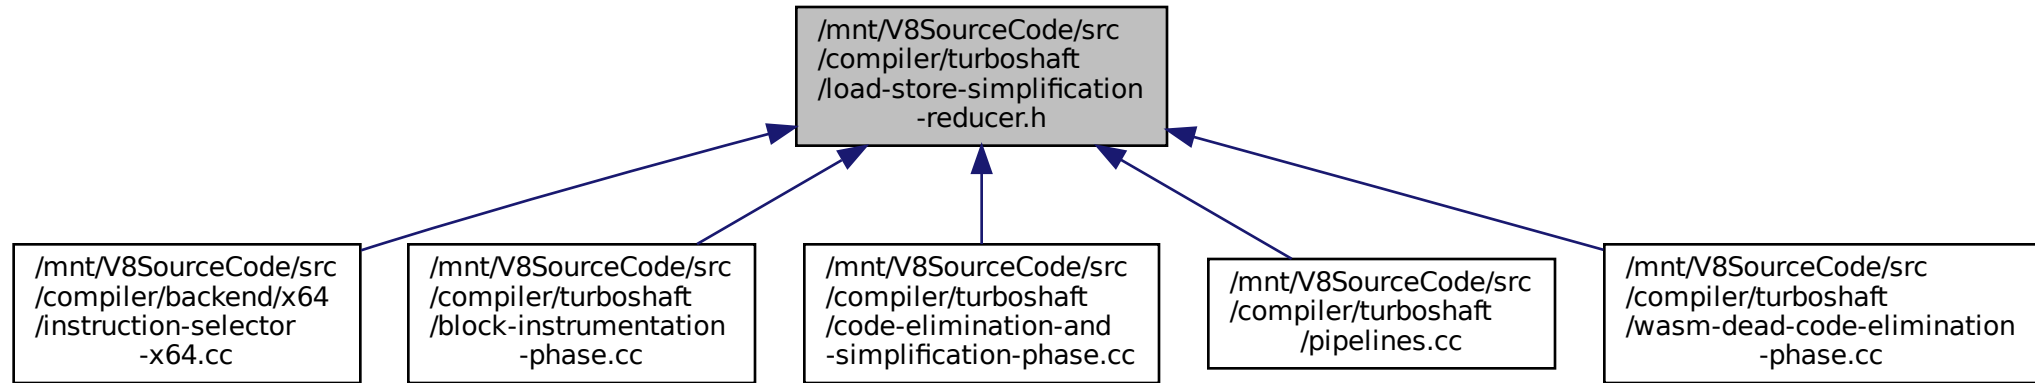 /mnt/V8SourceCode/src
/compiler/turboshaft
/load-store-simplification
-reducer.h
/mnt/V8SourceCode/src
/compiler/backend/x64
/instruction-selector
-x64.cc
/mnt/V8SourceCode/src
/compiler/turboshaft
/block-instrumentation
-phase.cc
/mnt/V8SourceCode/src
/compiler/turboshaft
/code-elimination-and
-simplification-phase.cc
/mnt/V8SourceCode/src
/compiler/turboshaft
/pipelines.cc
/mnt/V8SourceCode/src
/compiler/turboshaft
/wasm-dead-code-elimination
-phase.cc